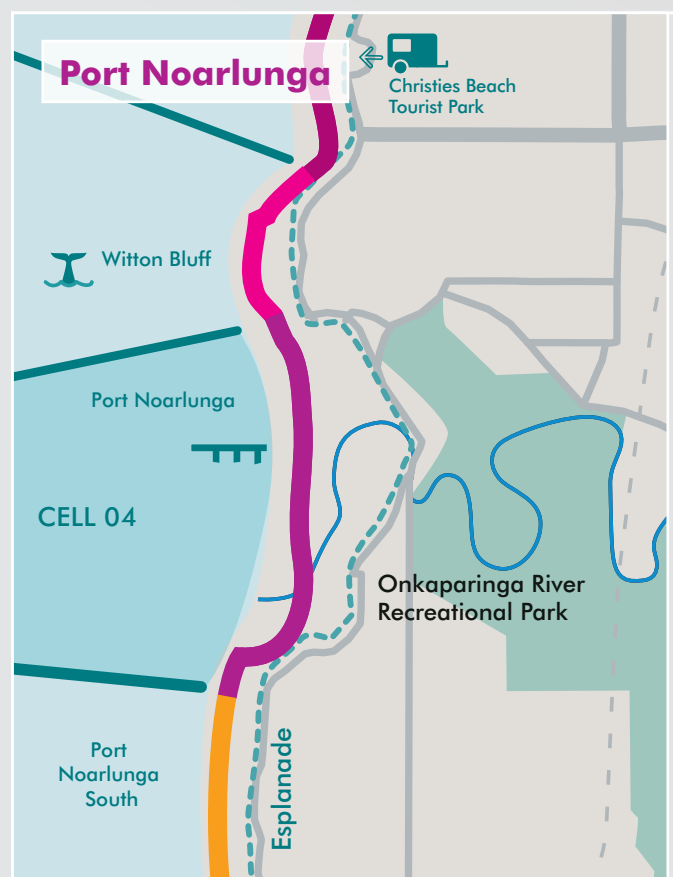 Port Noarlunga
Christies Beach
Tourist Park
Witton Bluff
Port Noarlunga
CELL 04
Onkaparinga River
Recreational Park
Port
Noarlunga
South
Esplanade